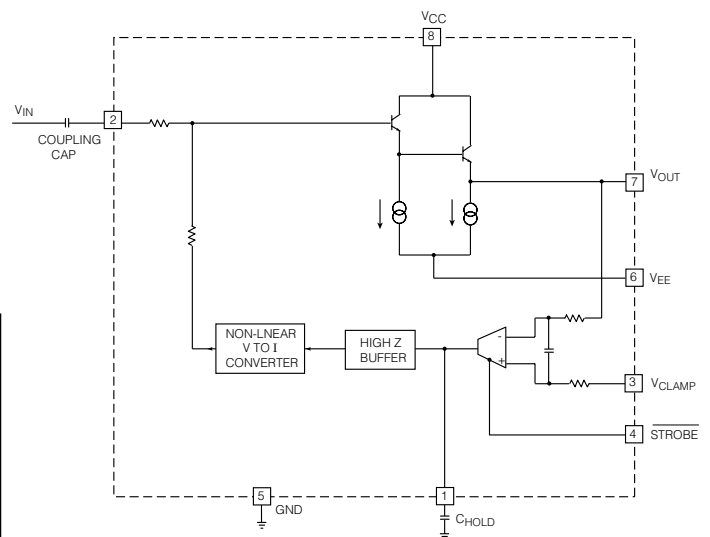 VCC
8
VIN
2
COUPLING
CAP
7
VOUT
6
VEE
NON-LNEAR
V TO I
CONVERTER
HIGH Z
BUFFER
-
+
3
VCLAMP
4
STROBE
5
GND
1
CHOLD